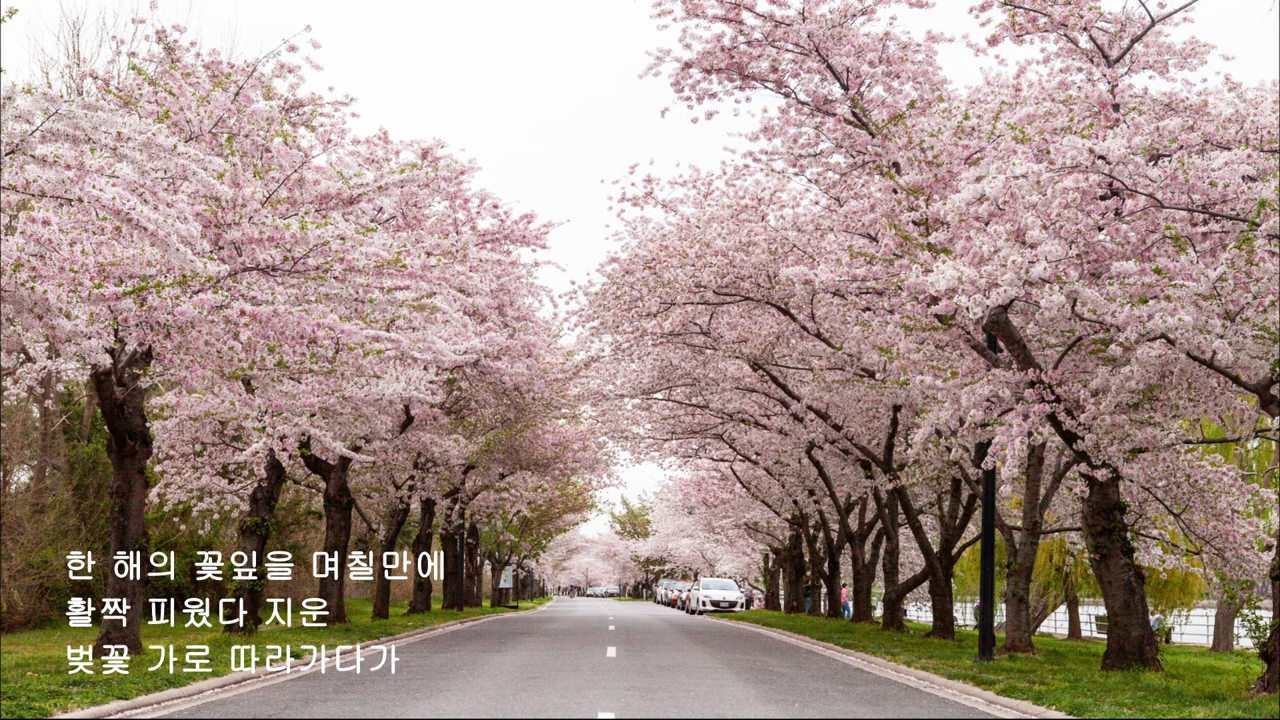 한 해의 꽃잎을 며칠만에
활짝 피웠다 지운
벚꽃 가로 따라가다가